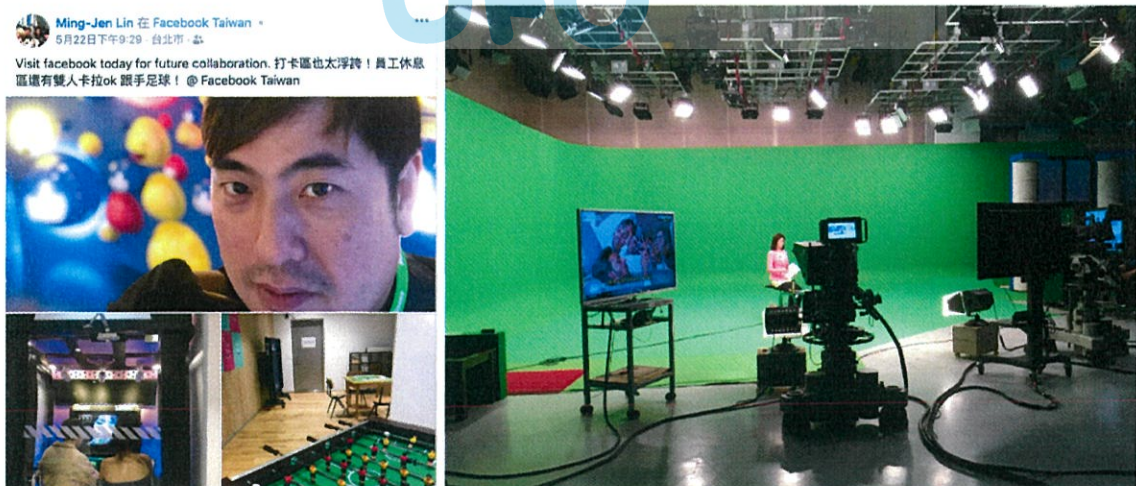 CFC
Ming-Jen Lin 在 Facebook Taiwan。
5月22日下午9:29 · 台北市 ·
Visit facebook today for future collaboration. 打卡區也太浮誇！員工休息
區還有雙人卡拉ok 跟手足球！ @ Facebook Taiwan